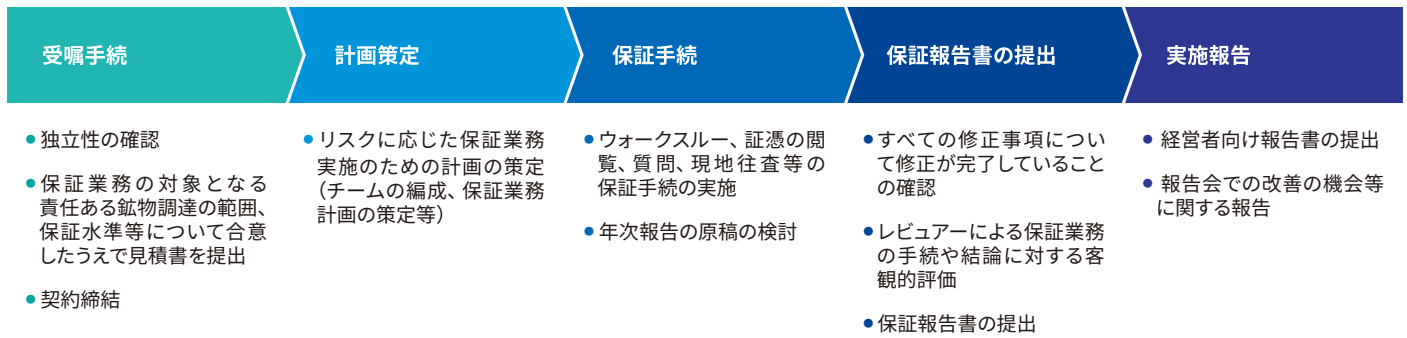 受嘱手続
計画策定
保証手続
保証報告書の提出
実施報告
●独立性の確認
●保証業務の対象となる
責任ある鉱物調達の範囲、
保証水準等について合意
したうえで見積書を提出
●契約締結
●リスクに応じた保証業務
実施のための計画の策定
（チームの編成、保証業務
計画の策定等）
●ウォークスルー、証憑の閲
覧、質問、現地往査等の
保証手続の実施
●年次報告の原稿の検討
●すべての修正事項につい
て修正が完了していること
の確認
●レビュアーによる保証業務
の手続や結論に対する客
観的評価
●保証報告書の提出
●経営者向け報告書の提出
●報告会での改善の機会等
に関する報告